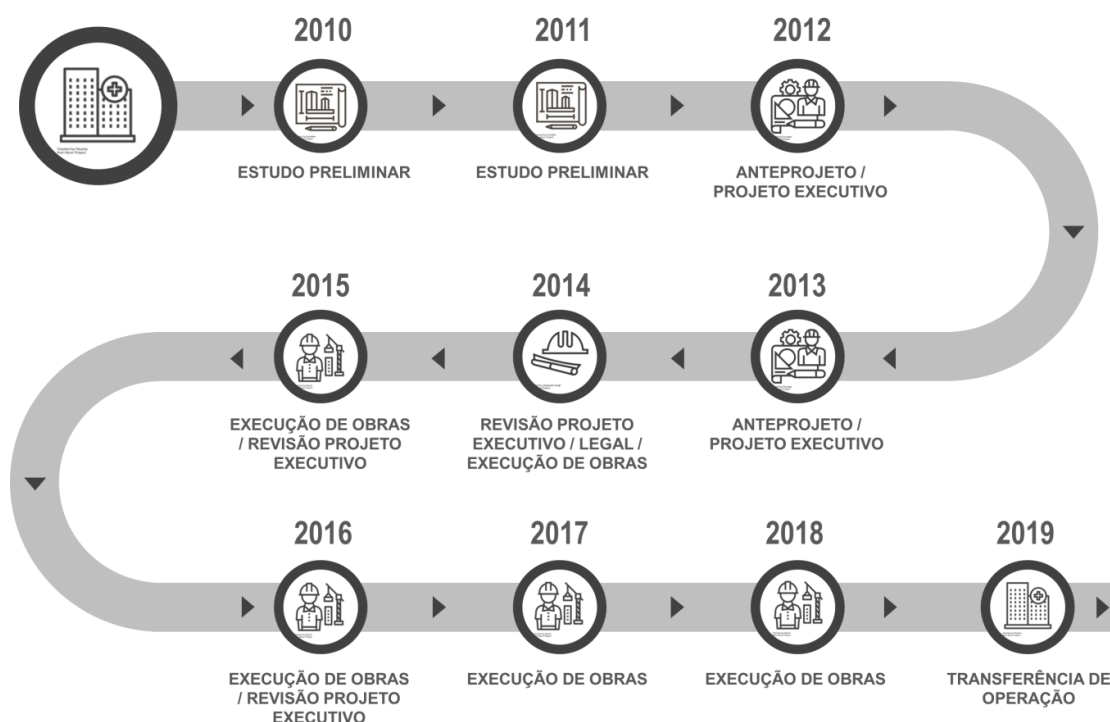 2010
2011
2012
ESTUDO PRELIMINAR
ESTUDO PRELIMINAR
ANTEPROJETO /
PROJETO EXECUTIVO
2015
2014
2013
EXECUÇÃO DE OBRAS
/ REVISÃO PROJETO
EXECUTIVO
REVISÃO PROJETO
EXECUTIVO / LEGAL /
EXECUÇÃO DE OBRAS
ANTEPROJETO /
PROJETO EXECUTIVO
2016
2017
2018
2019
EXECUÇÃO DE OBRAS
/ REVISÃO PROJETO
EXECUTIVO
EXECUÇÃO DE OBRAS
EXECUÇÃO DE OBRAS
TRANSFERÊNCIA DE
OPERAÇÃO